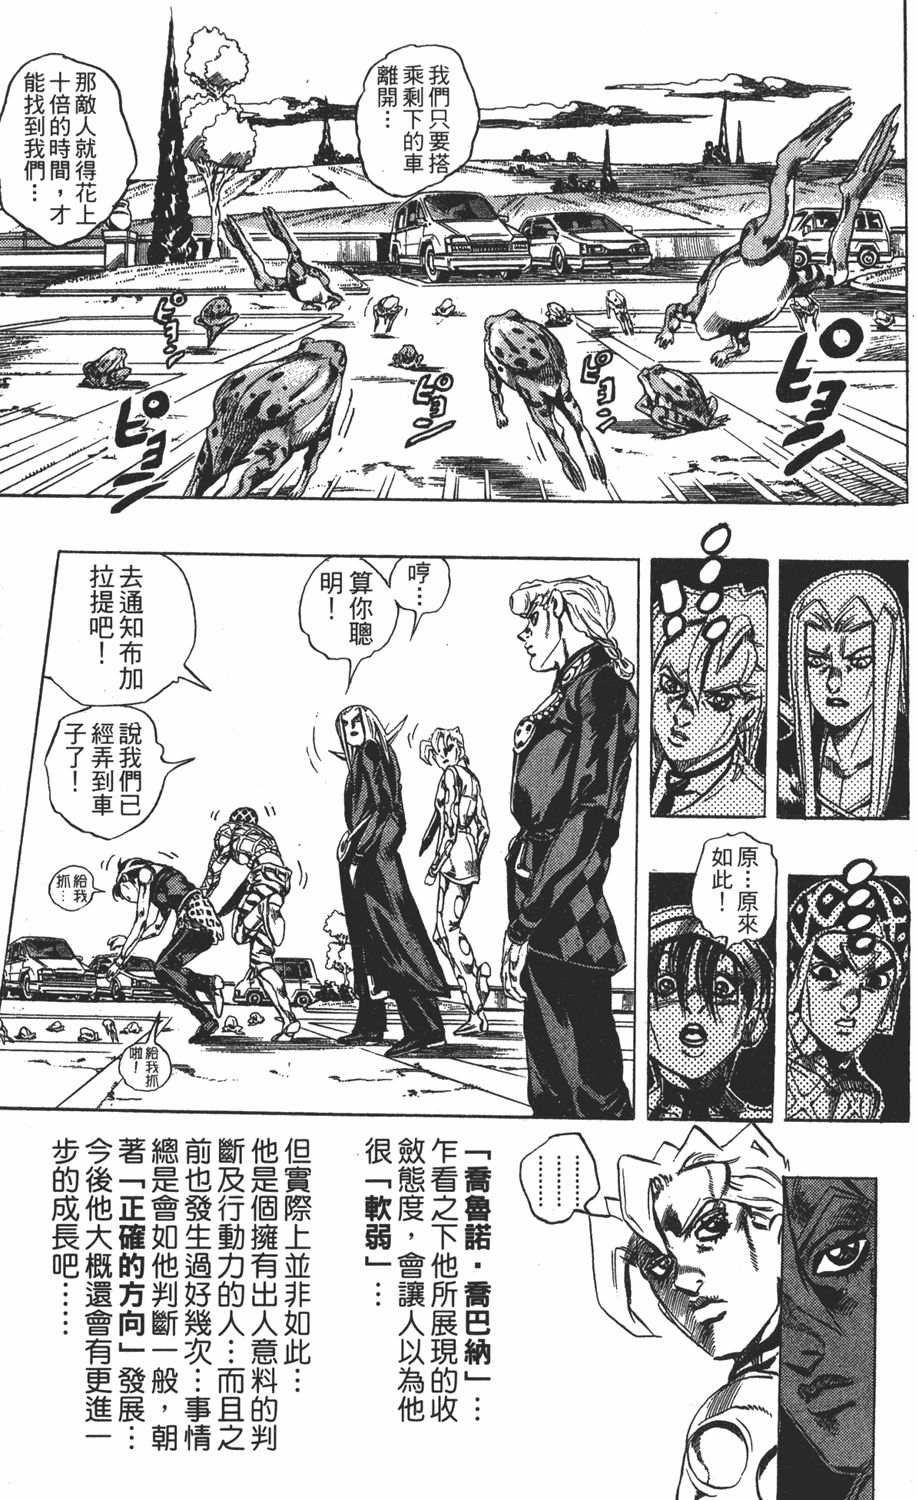 我們只要搭
乘剩下的車
離開…
那敵人就得花上
十倍的時間，才
能找到我們…
ピョン
ピョン
ピョン
ピョン
ピョン
原…原來
如此！
哼…
算你聰
明！
去通知布加
拉提吧！
說我們已
經弄到車
子了！
給我
抓…
給我抓
啦！
………
………
「喬魯諾·喬巴納」…
乍看之下他所展現的收
斂態度，會讓人以為他
很「軟弱」…
但實際上並非如此…
他是個擁有出人意料的判
斷及行動力的人…而且之
前也發生過好幾次…事情
總是會如他判斷一般，朝
著「正確的方向」發展…
今後他大概還會有更進一
步的成長吧……